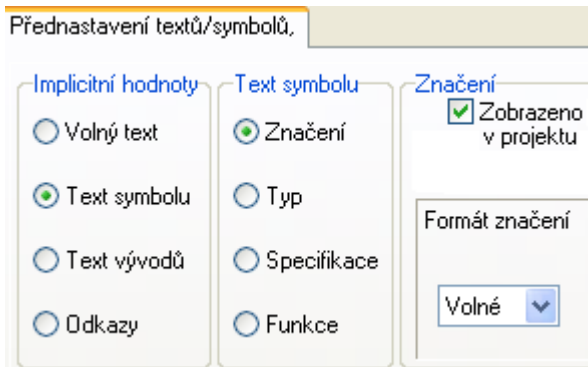 Přednastavení textů/symbolů,
Implicitní hodnoty
Volný text
Text symbolu
Text vývodů
Odkazy
Text symbolu
Značení
Typ
Specifikace
Funkce
Značení
Zobrazeno
v projektu
Formát značení
Volné